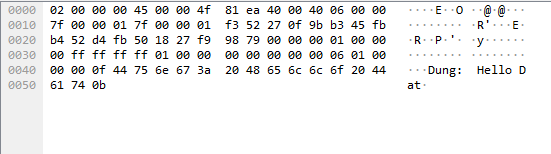 0000 02 00 00 00 45 00 00 4f 81 ea 40 00 40 06 00 00 ····E··O ··@·@···
0010 7f 00 00 01 7f 00 00 01 f3 52 27 0f 9b b3 45 fb ········ ·R'···E·
0020 b4 52 d4 fb 50 18 27 f9 98 79 00 00 00 01 00 00 ·R··P·'· ·y······
0030 00 ff ff ff ff 01 00 00 00 00 00 00 00 06 01 00 ········ ········
0040 00 00 0f 44 75 6e 67 3a 20 48 65 6c 6c 6f 20 44 ···Dung: Hello D
0050 61 74 0b at·